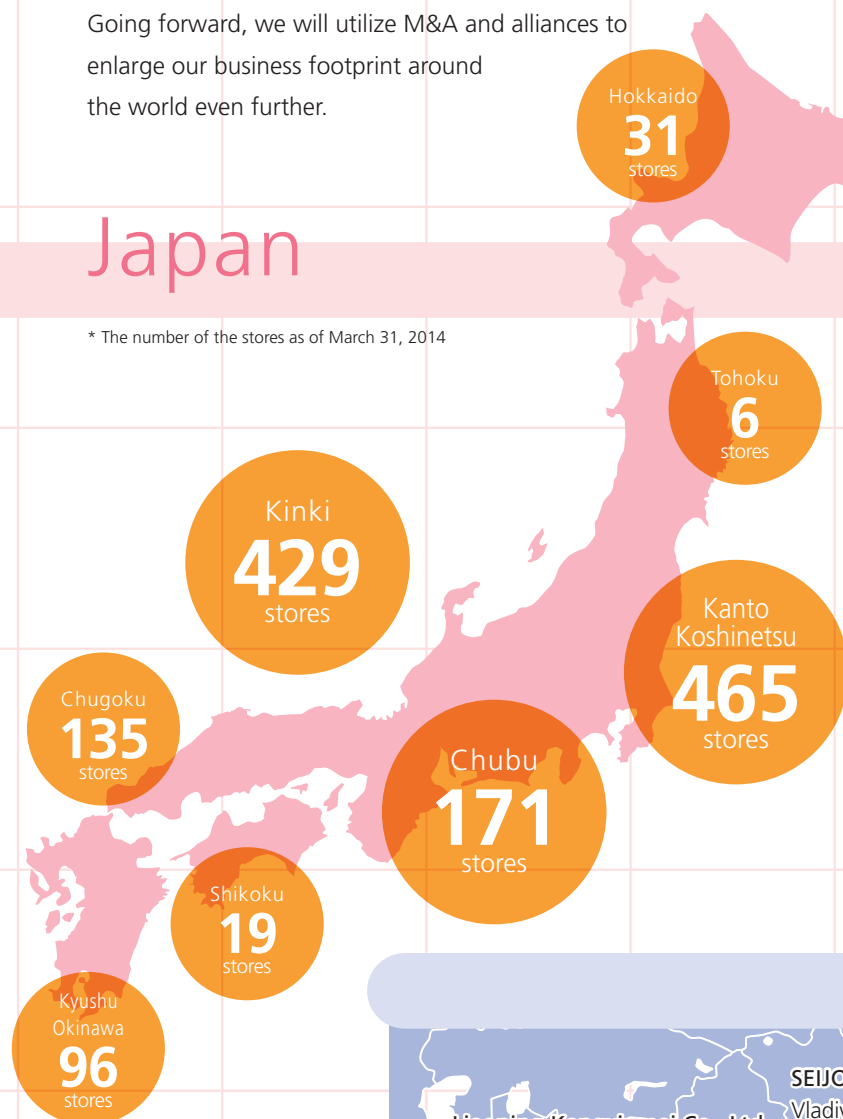 Going forward, we will utilize M&A and alliances to
enlarge our business footprint around
the world even further.
Hokkaido
31
stores
Japan
* The number of the stores as of March 31, 2014
Tohoku
6
stores
Kinki
429
stores
Kanto
Koshinetsu
465
stores
Chugoku
135
stores
Chubu
171
stores
Shikoku
19
stores
Kyushu
Okinawa
96
stores